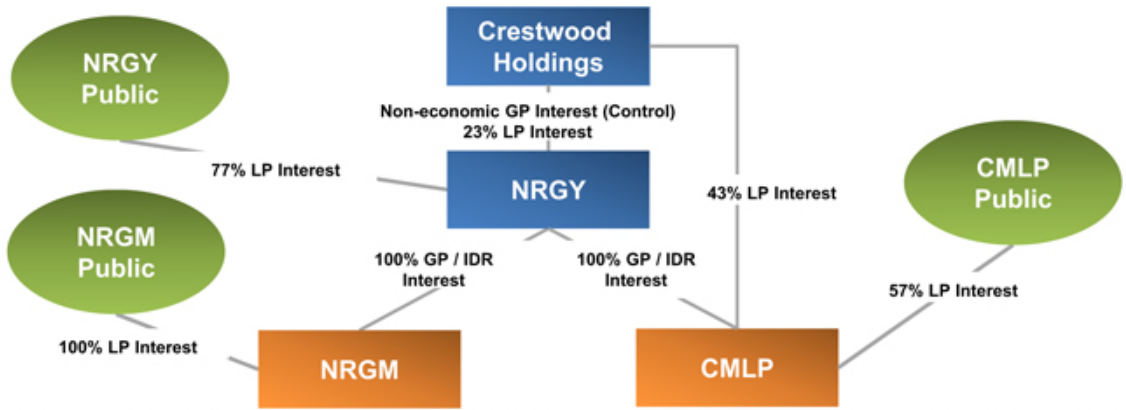 Crestwood
Holdings
NRGY
Public
Non-economic GP Interest (Control)
23% LP Interest
77% LP Interest
NRGY
43% LP Interest
CMLP
Public
NRGM
Public
100% GP / IDR
Interest
100% GP / IDR
Interest
57% LP Interest
100% LP Interest
NRGM
CMLP